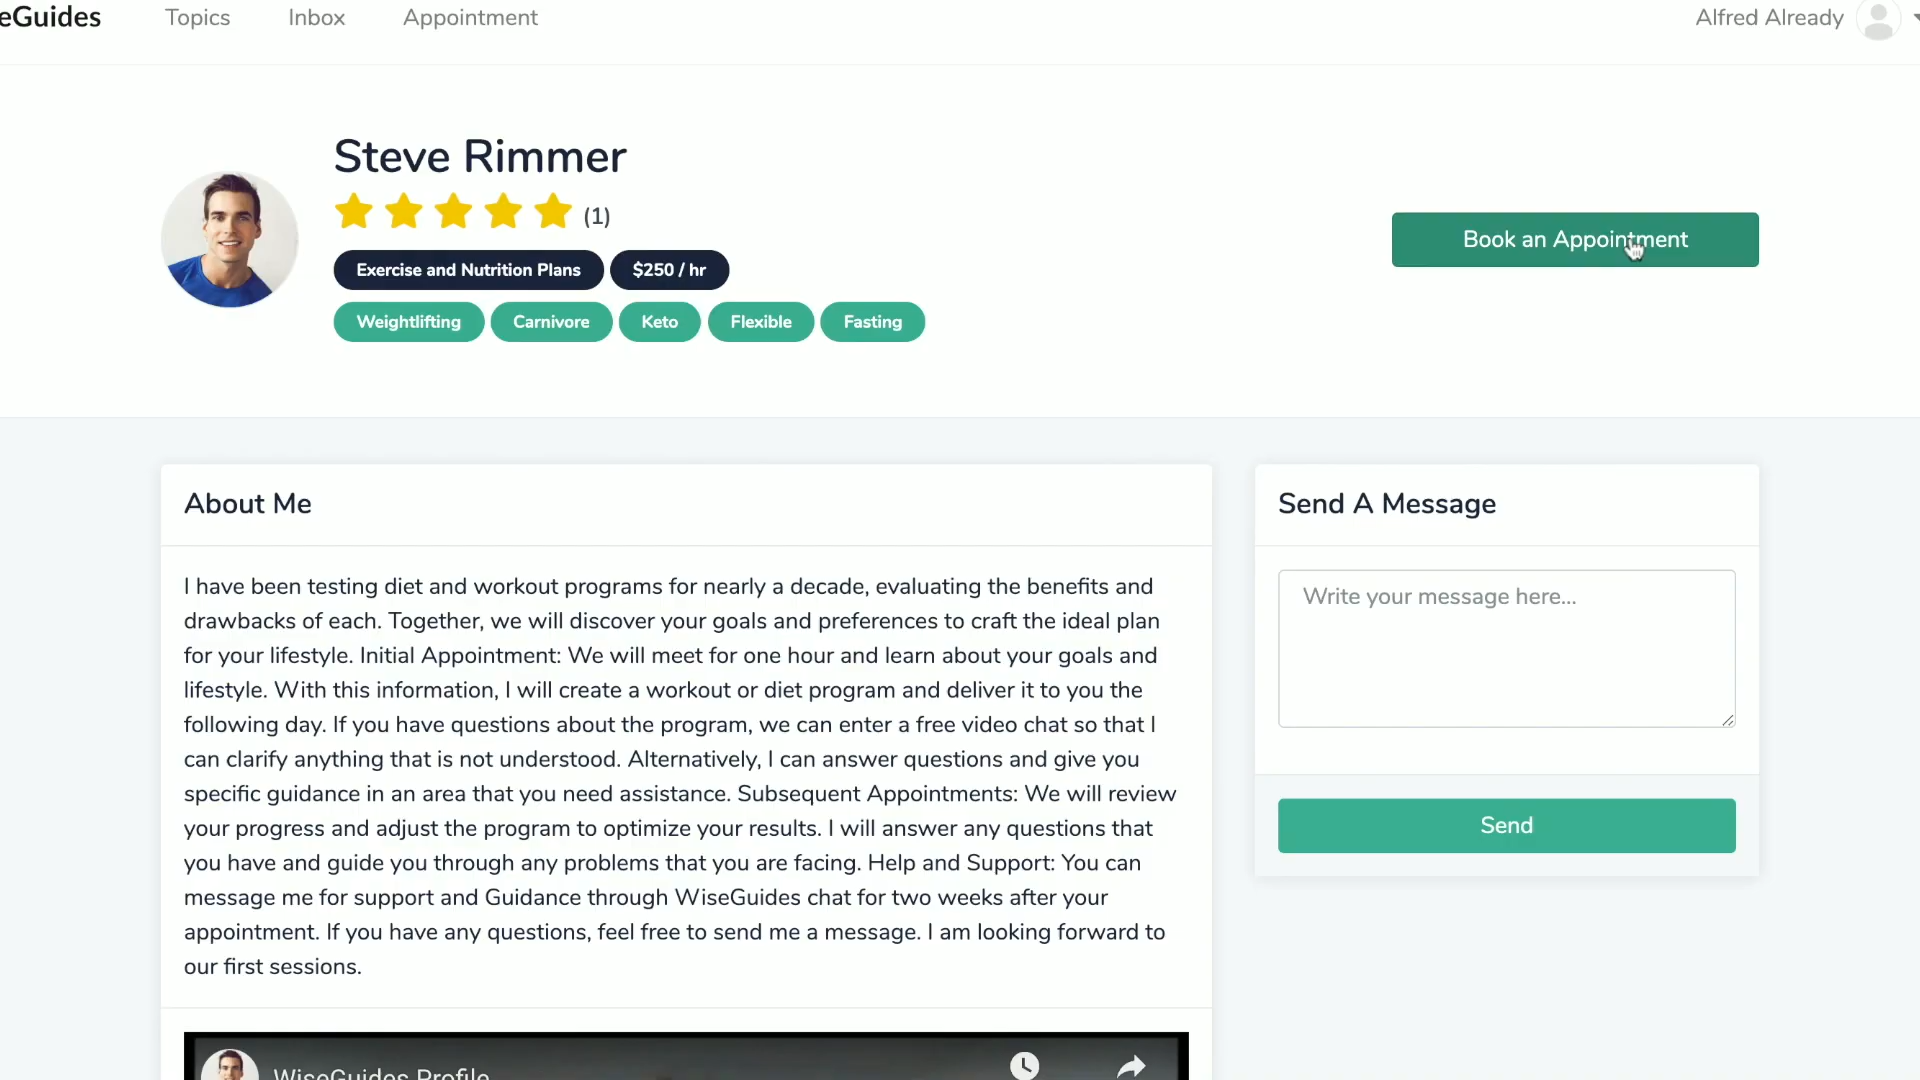 eGuides
Topics
Inbox
Appointment
Alfred Already
Steve Rimmer
(1)
Exercise and Nutrition Plans
$250 / hr
Weightlifting
Carnivore
Keto
Flexible
Fasting
Book an Appointment
About Me
I have been testing diet and workout programs for nearly a decade, evaluating the benefits and
drawbacks of each. Together, we will discover your goals and preferences to craft the ideal plan
for your lifestyle. Initial Appointment: We will meet for one hour and learn about your goals and
lifestyle. With this information, I will create a workout or diet program and deliver it to you the
following day. If you have questions about the program, we can enter a free video chat so that I
can clarify anything that is not understood. Alternatively, I can answer questions and give you
specific guidance in an area that you need assistance. Subsequent Appointments: We will review
your progress and adjust the program to optimize your results. I will answer any questions that
you have and guide you through any problems that you are facing. Help and Support: You can
message me for support and Guidance through WiseGuides chat for two weeks after your
appointment. If you have any questions, feel free to send me a message. I am looking forward to
our first sessions.
WiseGuides Profile
Send A Message
Write your message here...
Send